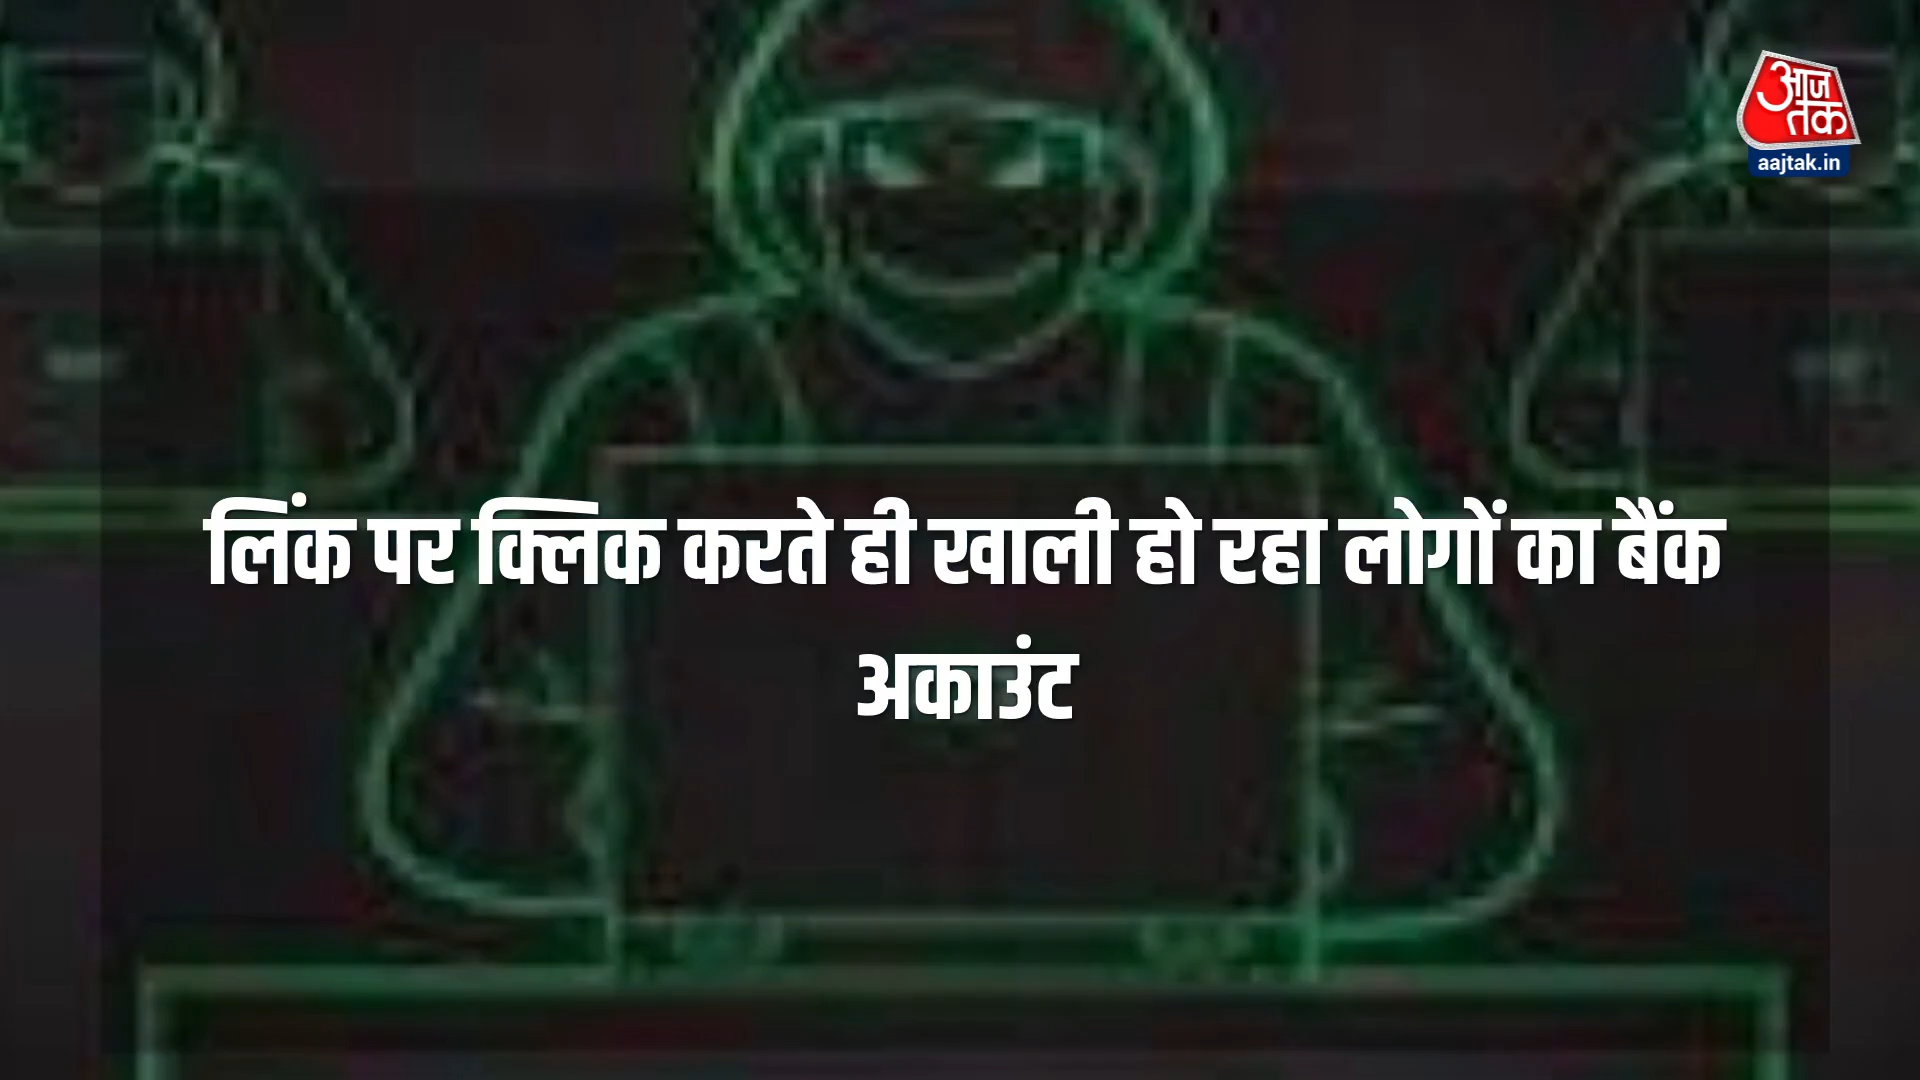 आज
तक
aajtak.in
लिंक पर क्लिक करते ही खाली हो रहा लोगों का बैंक
अकाउंट